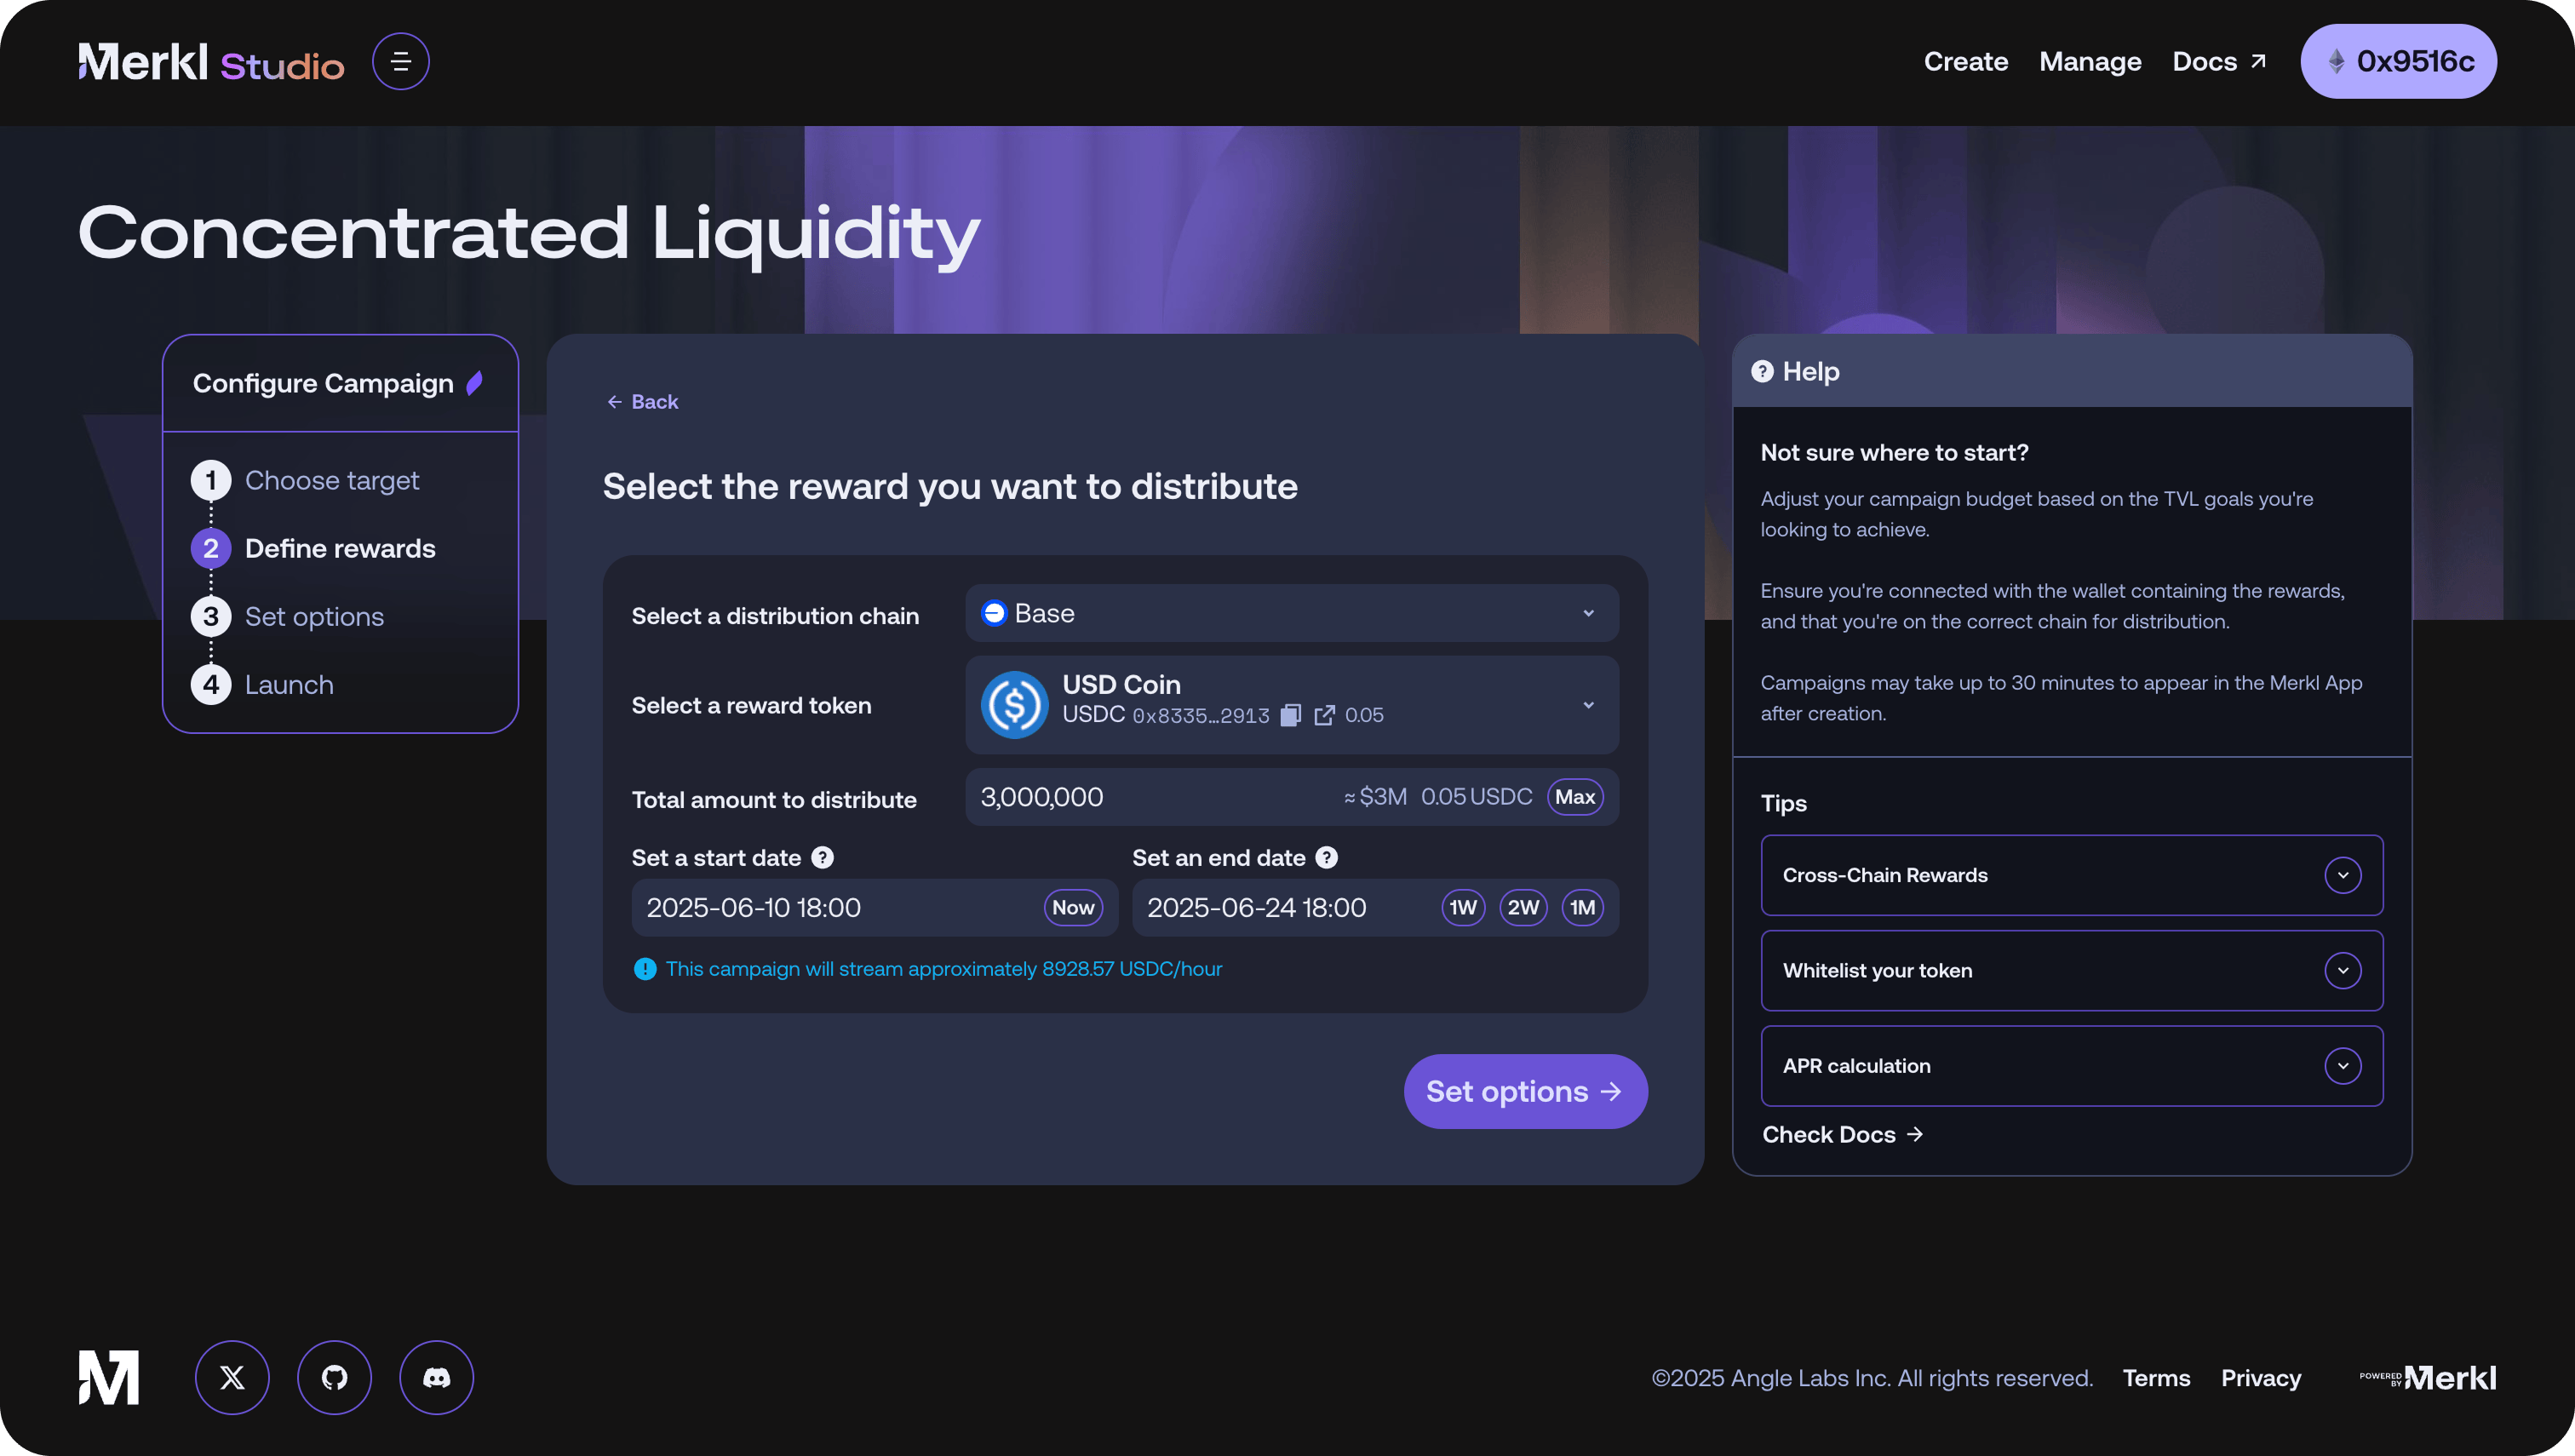 Merkl Studio
Create Manage Docs 0x9516c
Concentrated Liquidity
Configure Campaign
1 Choose target
2 Define rewards
3 Set options
4 Launch
Back
Select the reward you want to distribute
Select a distribution chain
Base
Select a reward token
USD Coin
USDC 0x8335…2913 0.05
Total amount to distribute
3,000,000 ≈ $3M 0.05 USDC Max
Set a start date ?
2025-06-10 18:00 Now
Set an end date ?
2025-06-24 18:00 1W 2W 1M
This campaign will stream approximately 8928.57 USDC/hour
Set options
? Help
Not sure where to start?
Adjust your campaign budget based on the TVL goals you're
looking to achieve.
Ensure you're connected with the wallet containing the rewards,
and that you're on the correct chain for distribution.
Campaigns may take up to 30 minutes to appear in the Merkl App
after creation.
Tips
Cross-Chain Rewards
Whitelist your token
APR calculation
Check Docs
©2025 Angle Labs Inc. All rights reserved. Terms Privacy
POWERED BY Merkl